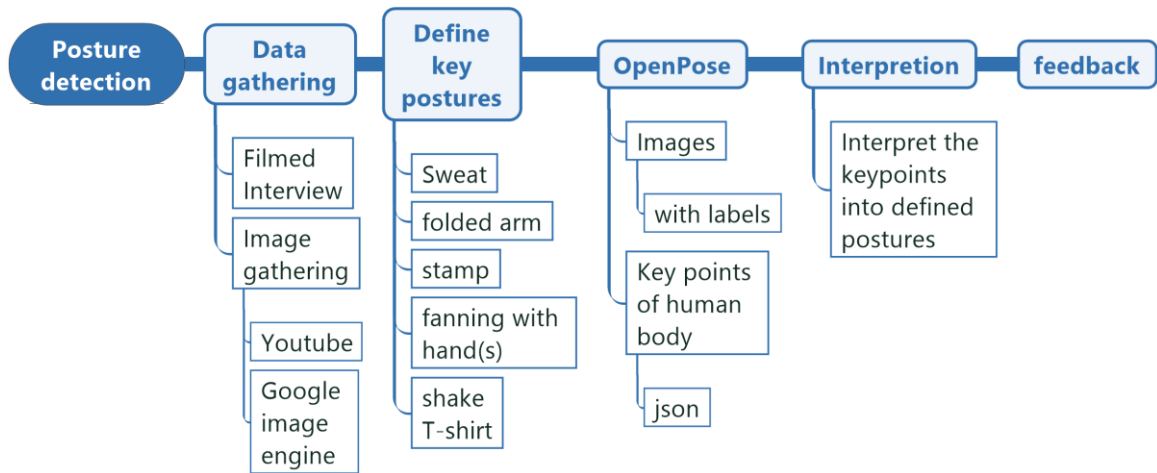 Posture
detection
Data
gathering
Filmed
Interview
Image
gathering
Youtube
Google
image
engine
Define
key
postures
Sweat
folded arm
stamp
fanning with
hand(s)
shake
T-shirt
OpenPose
Images
with labels
Key points
of human
body
json
Interpretion
Interpret the
keypoints
into defined
postures
feedback